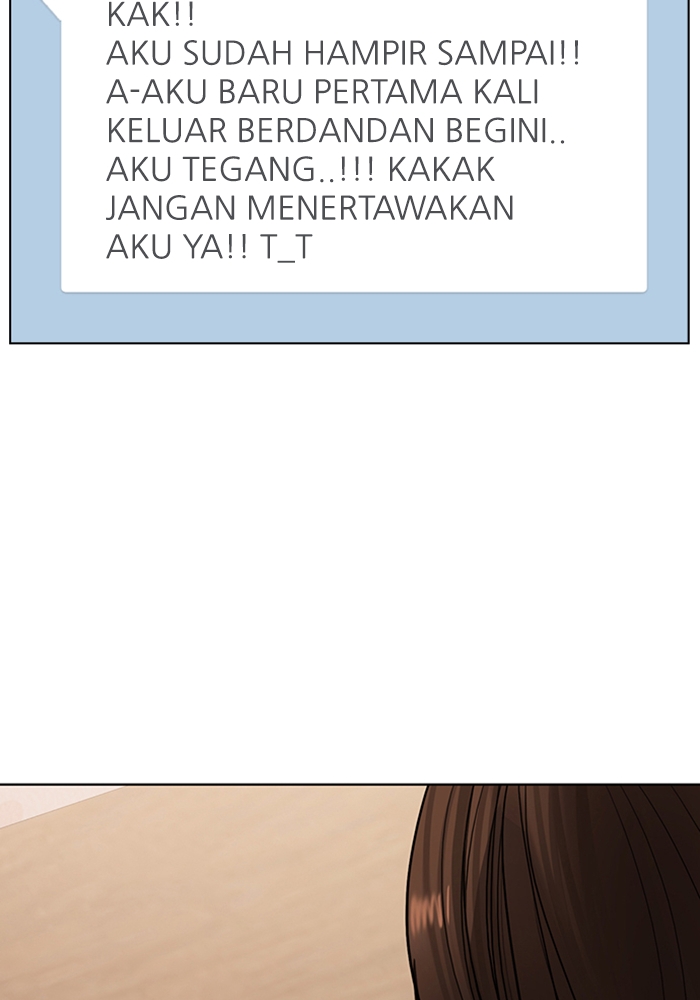 KAK!!
AKU SUDAH HAMPIR SAMPAI!!
A-AKU BARU PERTAMA KALI
KELUAR BERDANDAN BEGINI..
AKU TEGANG..!!! KAKAK
JANGAN MENERTAWAKAN
AKU YA!! T_T